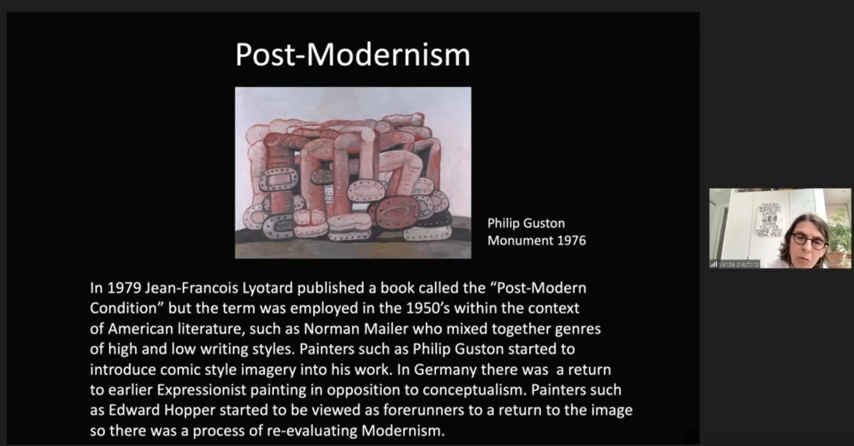 Post-Modernism
Philip Guston
Monument 1976
In 1979 Jean-Francois Lyotard published a book called the “Post-Modern
Condition” but the term was employed in the 1950’s within the context
of American literature, such as Norman Mailer who mixed together genres
of high and low writing styles. Painters such as Philip Guston started to
introduce comic style imagery into his work. In Germany there was a return
to earlier Expressionist painting in opposition to conceptualism. Painters such
as Edward Hopper started to be viewed as forerunners to a return to the image
so there was a process of re-evaluating Modernism.